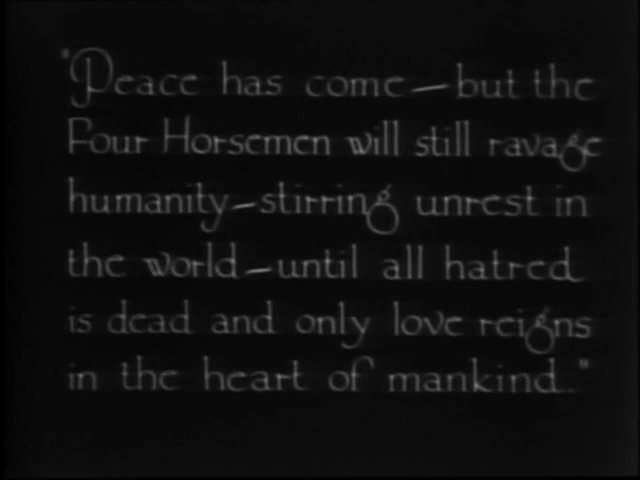 "Peace has come—but the
Four Horsemen will still ravage
humanity—stirring unrest in
the world—until all hatred
is dead and only love reigns
in the heart of mankind."